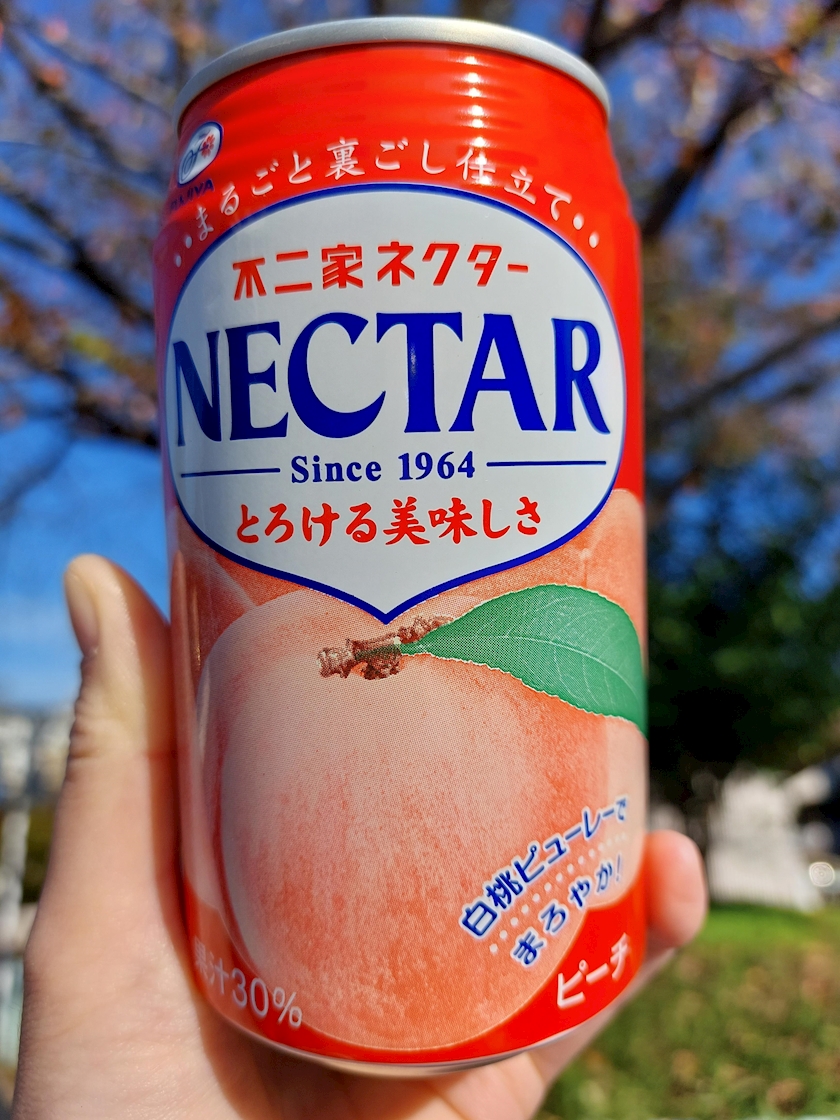 FUJIYA
・・まるごと裏ごし仕立て・・
不二家ネクター
NECTAR
Since 1964
とろける美味しさ
白桃ピューレーで
まろやか!
果汁30%
ピーチ